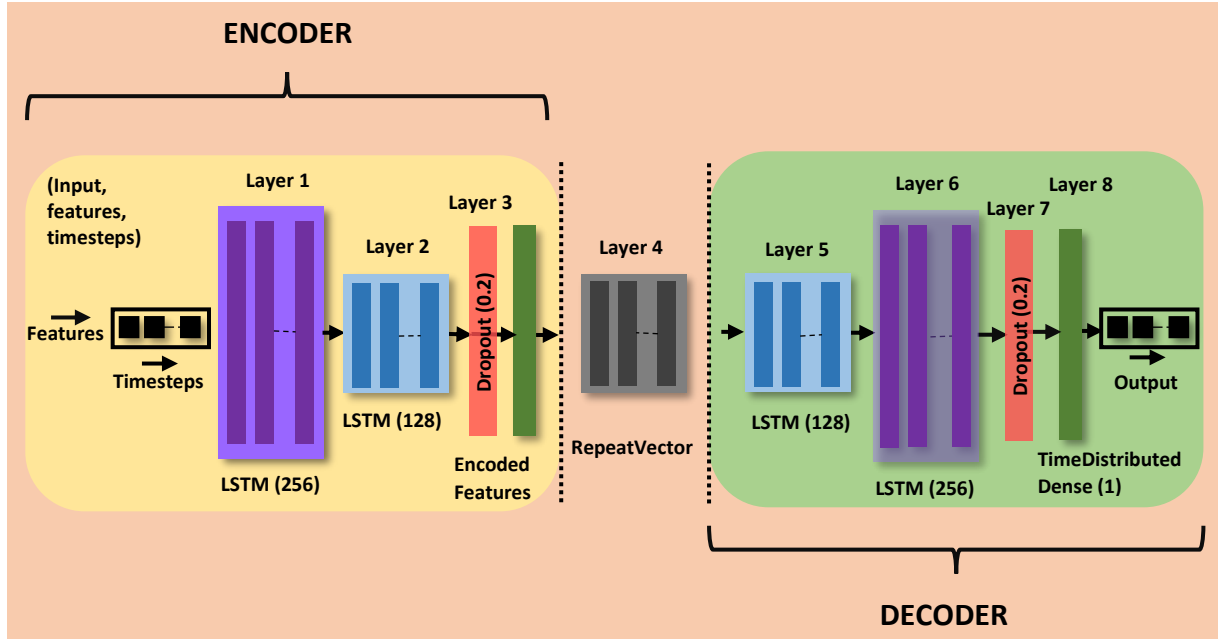 ENCODER
(Input,
features,
timesteps)
Features
Timesteps
Layer 1
LSTM (256)
Layer 2
LSTM (128)
Layer 3
Dropout (0.2)
Encoded
Features
Layer 4
RepeatVector
Layer 5
LSTM (128)
Layer 6
LSTM (256)
Layer 7
Dropout (0.2)
Layer 8
TimeDistributed
Dense (1)
Output
DECODER